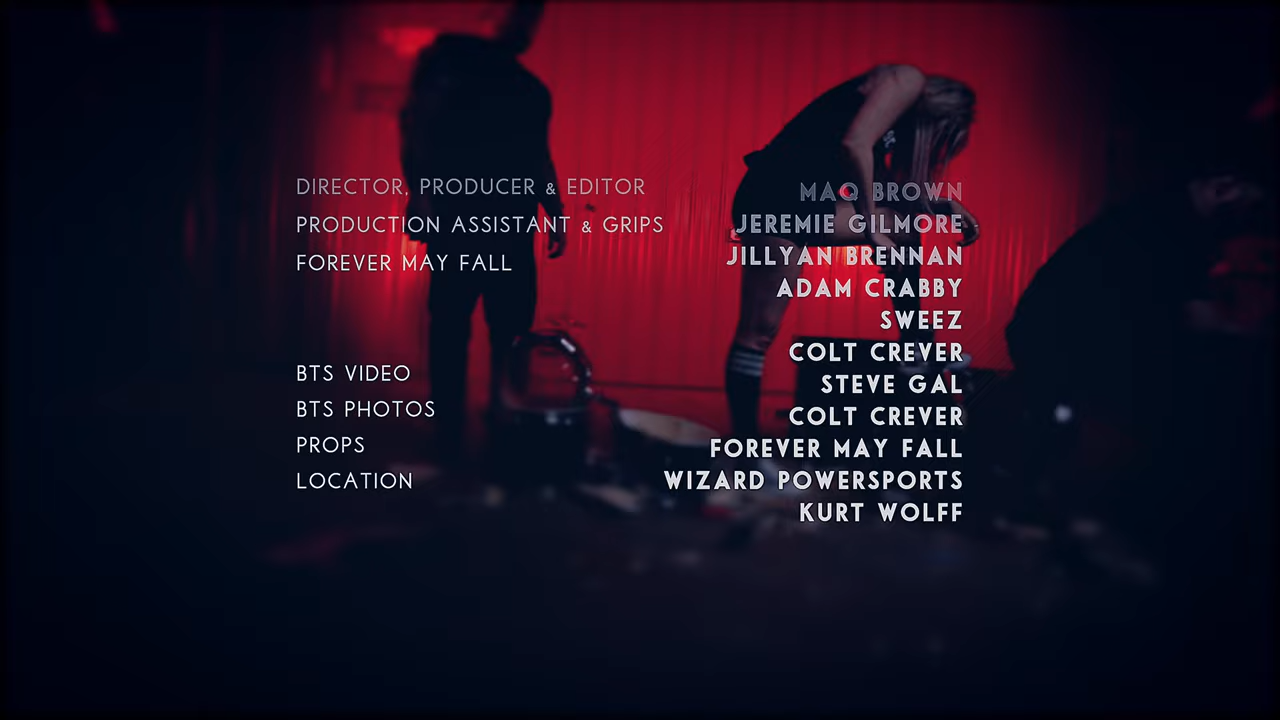 DIRECTOR, PRODUCER & EDITOR
PRODUCTION ASSISTANT & GRIPS
FOREVER MAY FALL
BTS VIDEO
BTS PHOTOS
PROPS
LOCATION
MAQ BROWN
JEREMIE GILMORE
JILLYAN BRENNAN
ADAM CRABBY
SWEEZ
COLT CREVER
STEVE GAL
COLT CREVER
FOREVER MAY FALL
WIZARD POWERSPORTS
KURT WOLFF